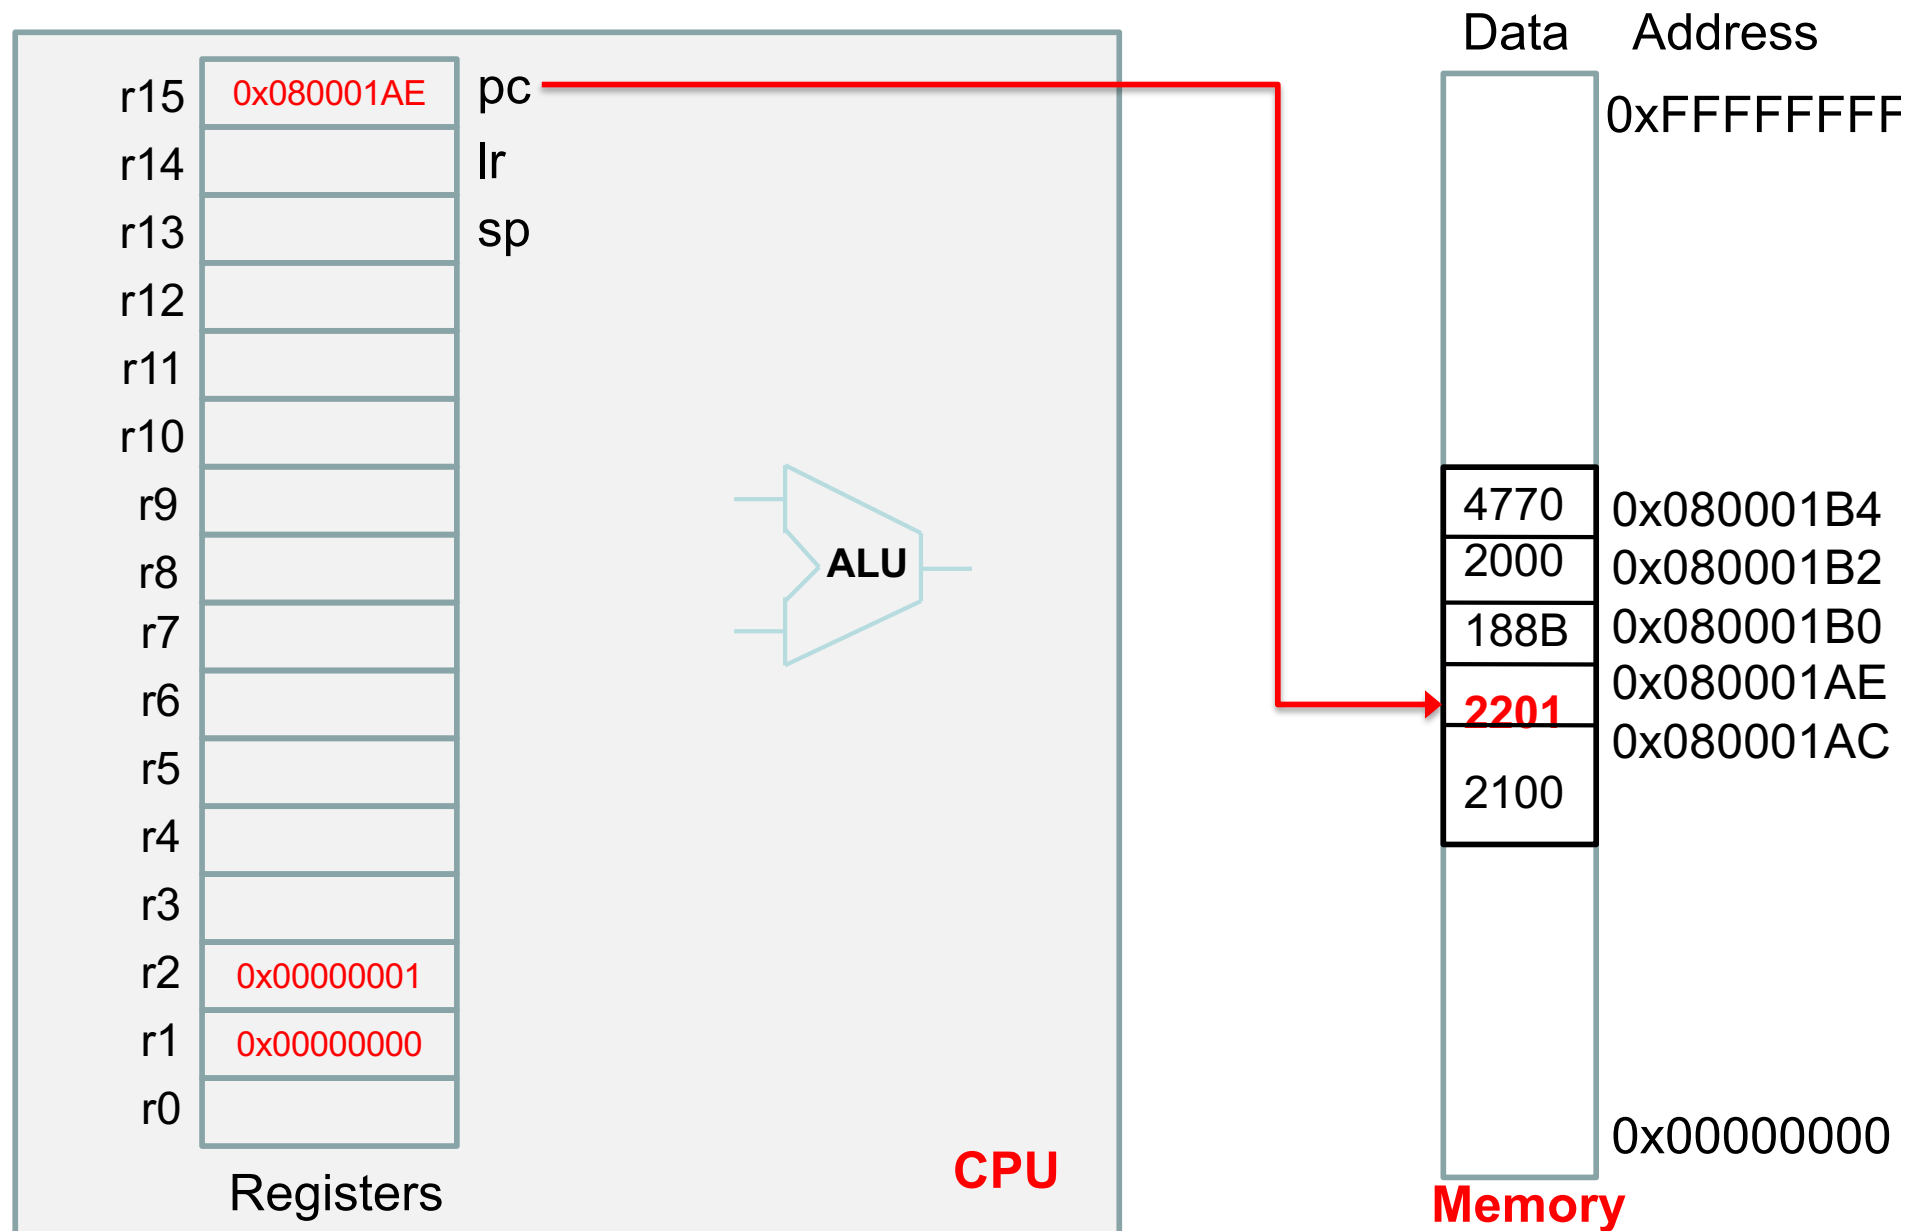 Data Address
r15 0x080001AE pc
0xFFFFFFFF
r14 lr
r13 sp
r12
r11
r10
r9
4770 0x080001B4
r8
ALU
2000 0x080001B2
r7
188B 0x080001B0
r6
2201 0x080001AE
r5
0x080001AC
2100
r4
r3
r2 0x00000001
r1 0x00000000
r0
0x00000000
CPU
Registers
Memory